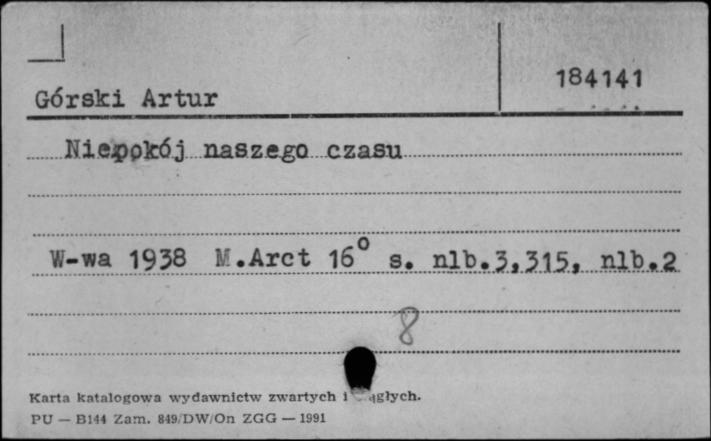 184141
Górski Artur
Niepokój naszego czasu
W-wa 1938 M.Arct 16° s. nlb.3,315, nlb.2
8
Karta katalogowa wydawnictw zwartych i
PU — B144 Zam. 849/DW/On ZGG — 1991